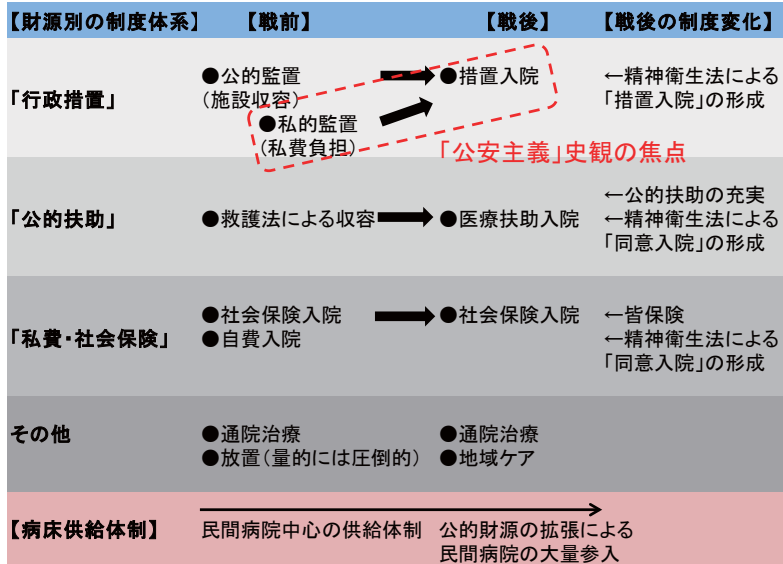 【財源別の制度体系】 【戦前】 【戦後】 【戦後の制度変化】
「行政措置」
●公的監置
(施設収容)
●私的監置
(私費負担)
●措置入院
←精神衛生法による
「措置入院」の形成
「公安主義」史観の焦点
「公的扶助」
●救護法による収容
●医療扶助入院
←公的扶助の充実
←精神衛生法による
「同意入院」の形成
「私費・社会保険」
●社会保険入院
●自費入院
●社会保険入院
←皆保険
←精神衛生法による
「同意入院」の形成
その他
●通院治療
●放置(量的には圧倒的)
●通院治療
●地域ケア
【病床供給体制】
民間病院中心の供給体制
公的財源の拡張による
民間病院の大量参入